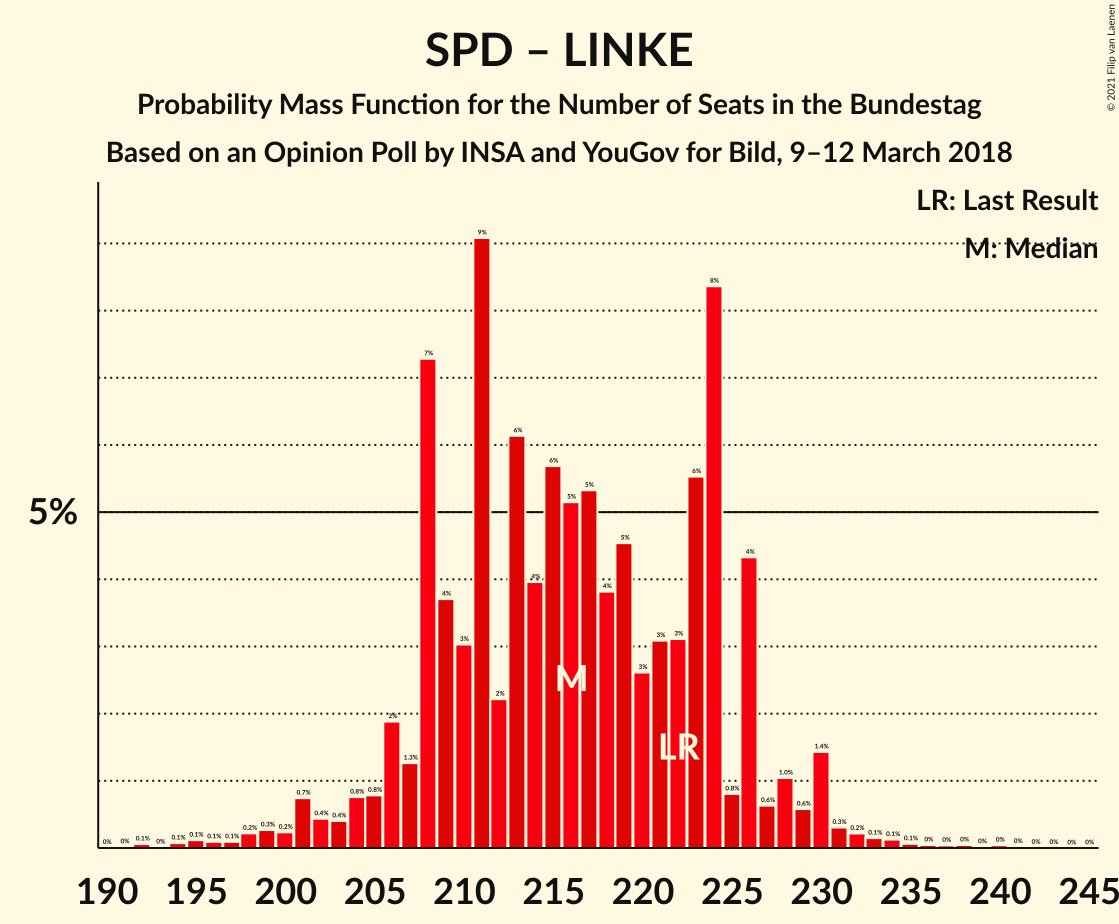 SPD – LINKE
Probability Mass Function for the Number of Seats in the Bundestag
Based on an Opinion Poll by INSA and YouGov for Bild, 9–12 March 2018
© 2021 Filip van Laenen
LR: Last Result
M: Median
5%
0% 0% 0.1% 0% 0.1% 0.1% 0.1% 0.1% 0.2% 0.3% 0.2% 0.7% 0.4% 0.4% 0.8% 0.8% 2% 1.3% 7% 4% 3% 9% 2% 6% 4% 6% 5% 5% 4% 5% 3% 3% 3% 6% 8% 0.8% 4% 0.6% 1.0% 0.6% 1.4% 0.3% 0.2% 0.1% 0.1% 0% 0% 0% 0% 0% 0% 0% 0% 0% 0% 0%
M
LR
190 195 200 205 210 215 220 225 230 235 240 245